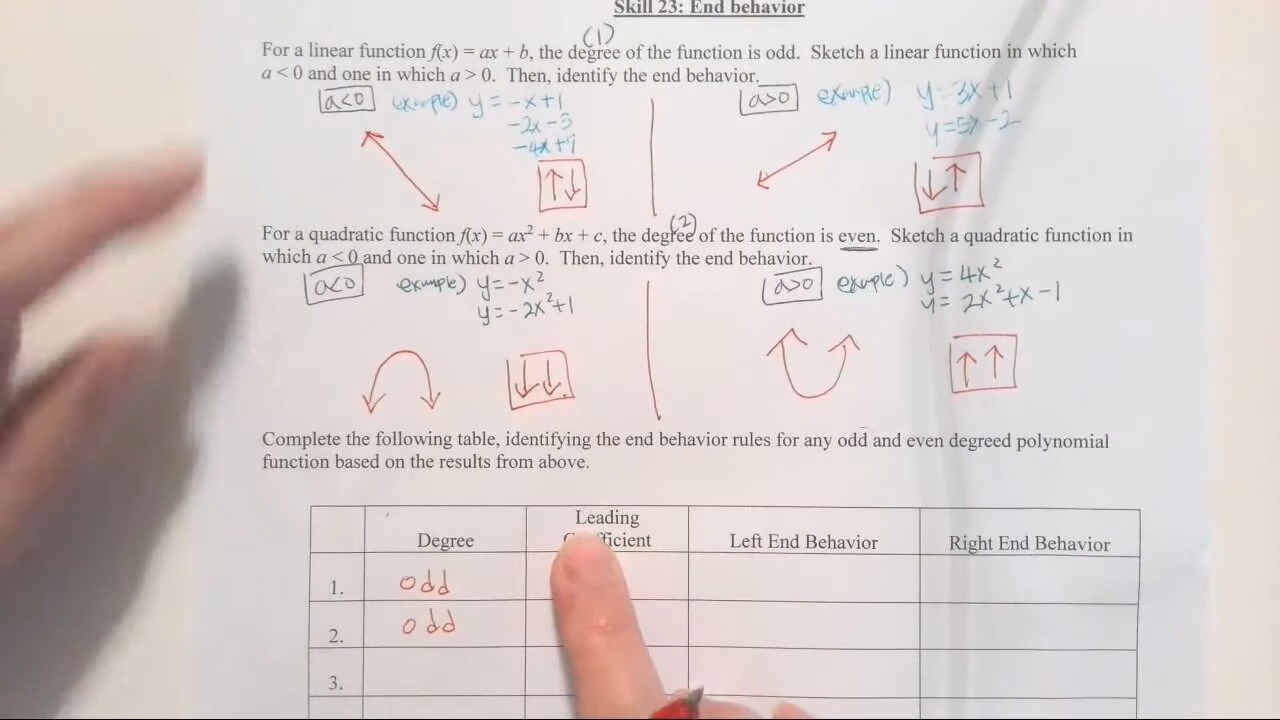 Skill 23: End behavior
(1)
For a linear function f(x) = ax + b, the degree of the function is odd. Sketch a linear function in which
a < 0 and one in which a > 0. Then, identify the end behavior.
a<0 example) y = -x+1
-2x-3
-4x+7
a>0 example) y=3x+1
y=5x-2
(2)
For a quadratic function f(x) = ax² + bx + c, the degree of the function is even. Sketch a quadratic function in
which a < 0 and one in which a > 0. Then, identify the end behavior.
a<0 example) y=-x²
y=-2x²+1
a>0 example) y=4x²
y= 2x²+x-1
Complete the following table, identifying the end behavior rules for any odd and even degreed polynomial
function based on the results from above.
Degree
Leading
Left End Behavior
Right End Behavior
1. odd
2. odd
3.